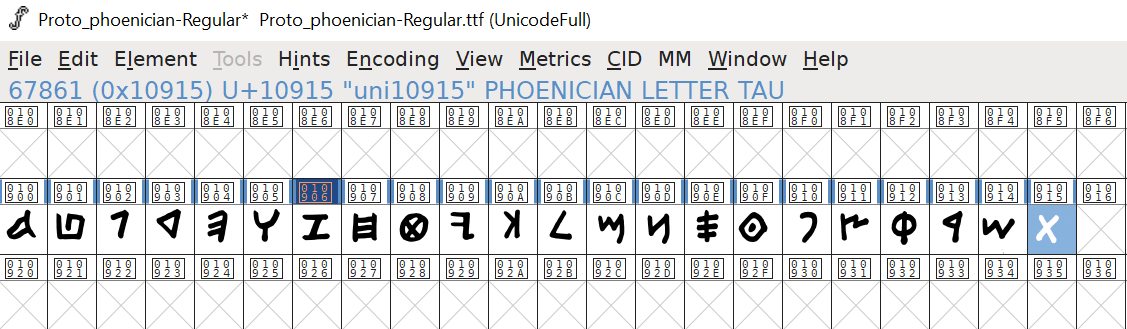 Proto_phoenician-Regular* Proto_phoenician-Regular.ttf (UnicodeFull)
File Edit Element Tools Hints Encoding View Metrics CID MM Window Help
67861 (0x10915) U+10915 "uni10915" PHOENICIAN LETTER TAU
0108E0 0108E1 0108E2 0108E3 0108E4 0108E5 0108E6 0108E7 0108E8 0108E9 0108EA 0108EB 0108EC 0108ED 0108EE 0108EF 0108F0 0108F1 0108F2 0108F3 0108F4 0108F5 0108F6
010900 010901 010902 010903 010904 010905 010906 010907 010908 010909 01090A 01090B 01090C 01090D 01090E 01090F 010910 010911 010912 010913 010914 010915 010916
𐤀 𐤁 𐤂 𐤃 𐤄 𐤅 𐤆 𐤇 𐤈 𐤉 𐤊 𐤋 𐤌 𐤍 𐤎 𐤏 𐤐 𐤑 𐤒 𐤓 𐤔 𐤕
010920 010921 010922 010923 010924 010925 010926 010927 010928 010929 01092A 01092B 01092C 01092D 01092E 01092F 010930 010931 010932 010933 010934 010935 010936